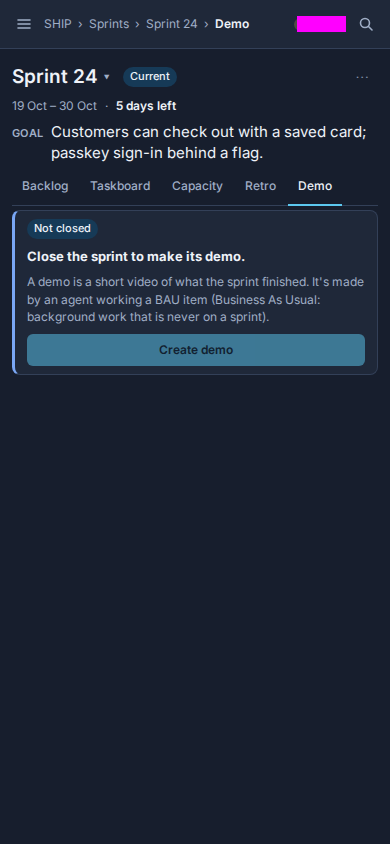 SHIP › Sprints › Sprint 24 › Demo
Sprint 24 ▾ Current ...
19 Oct – 30 Oct · 5 days left
GOAL Customers can check out with a saved card;
passkey sign-in behind a flag.
Backlog Taskboard Capacity Retro Demo
Not closed
Close the sprint to make its demo.
A demo is a short video of what the sprint finished. It's made
by an agent working a BAU item (Business As Usual:
background work that is never on a sprint).
Create demo